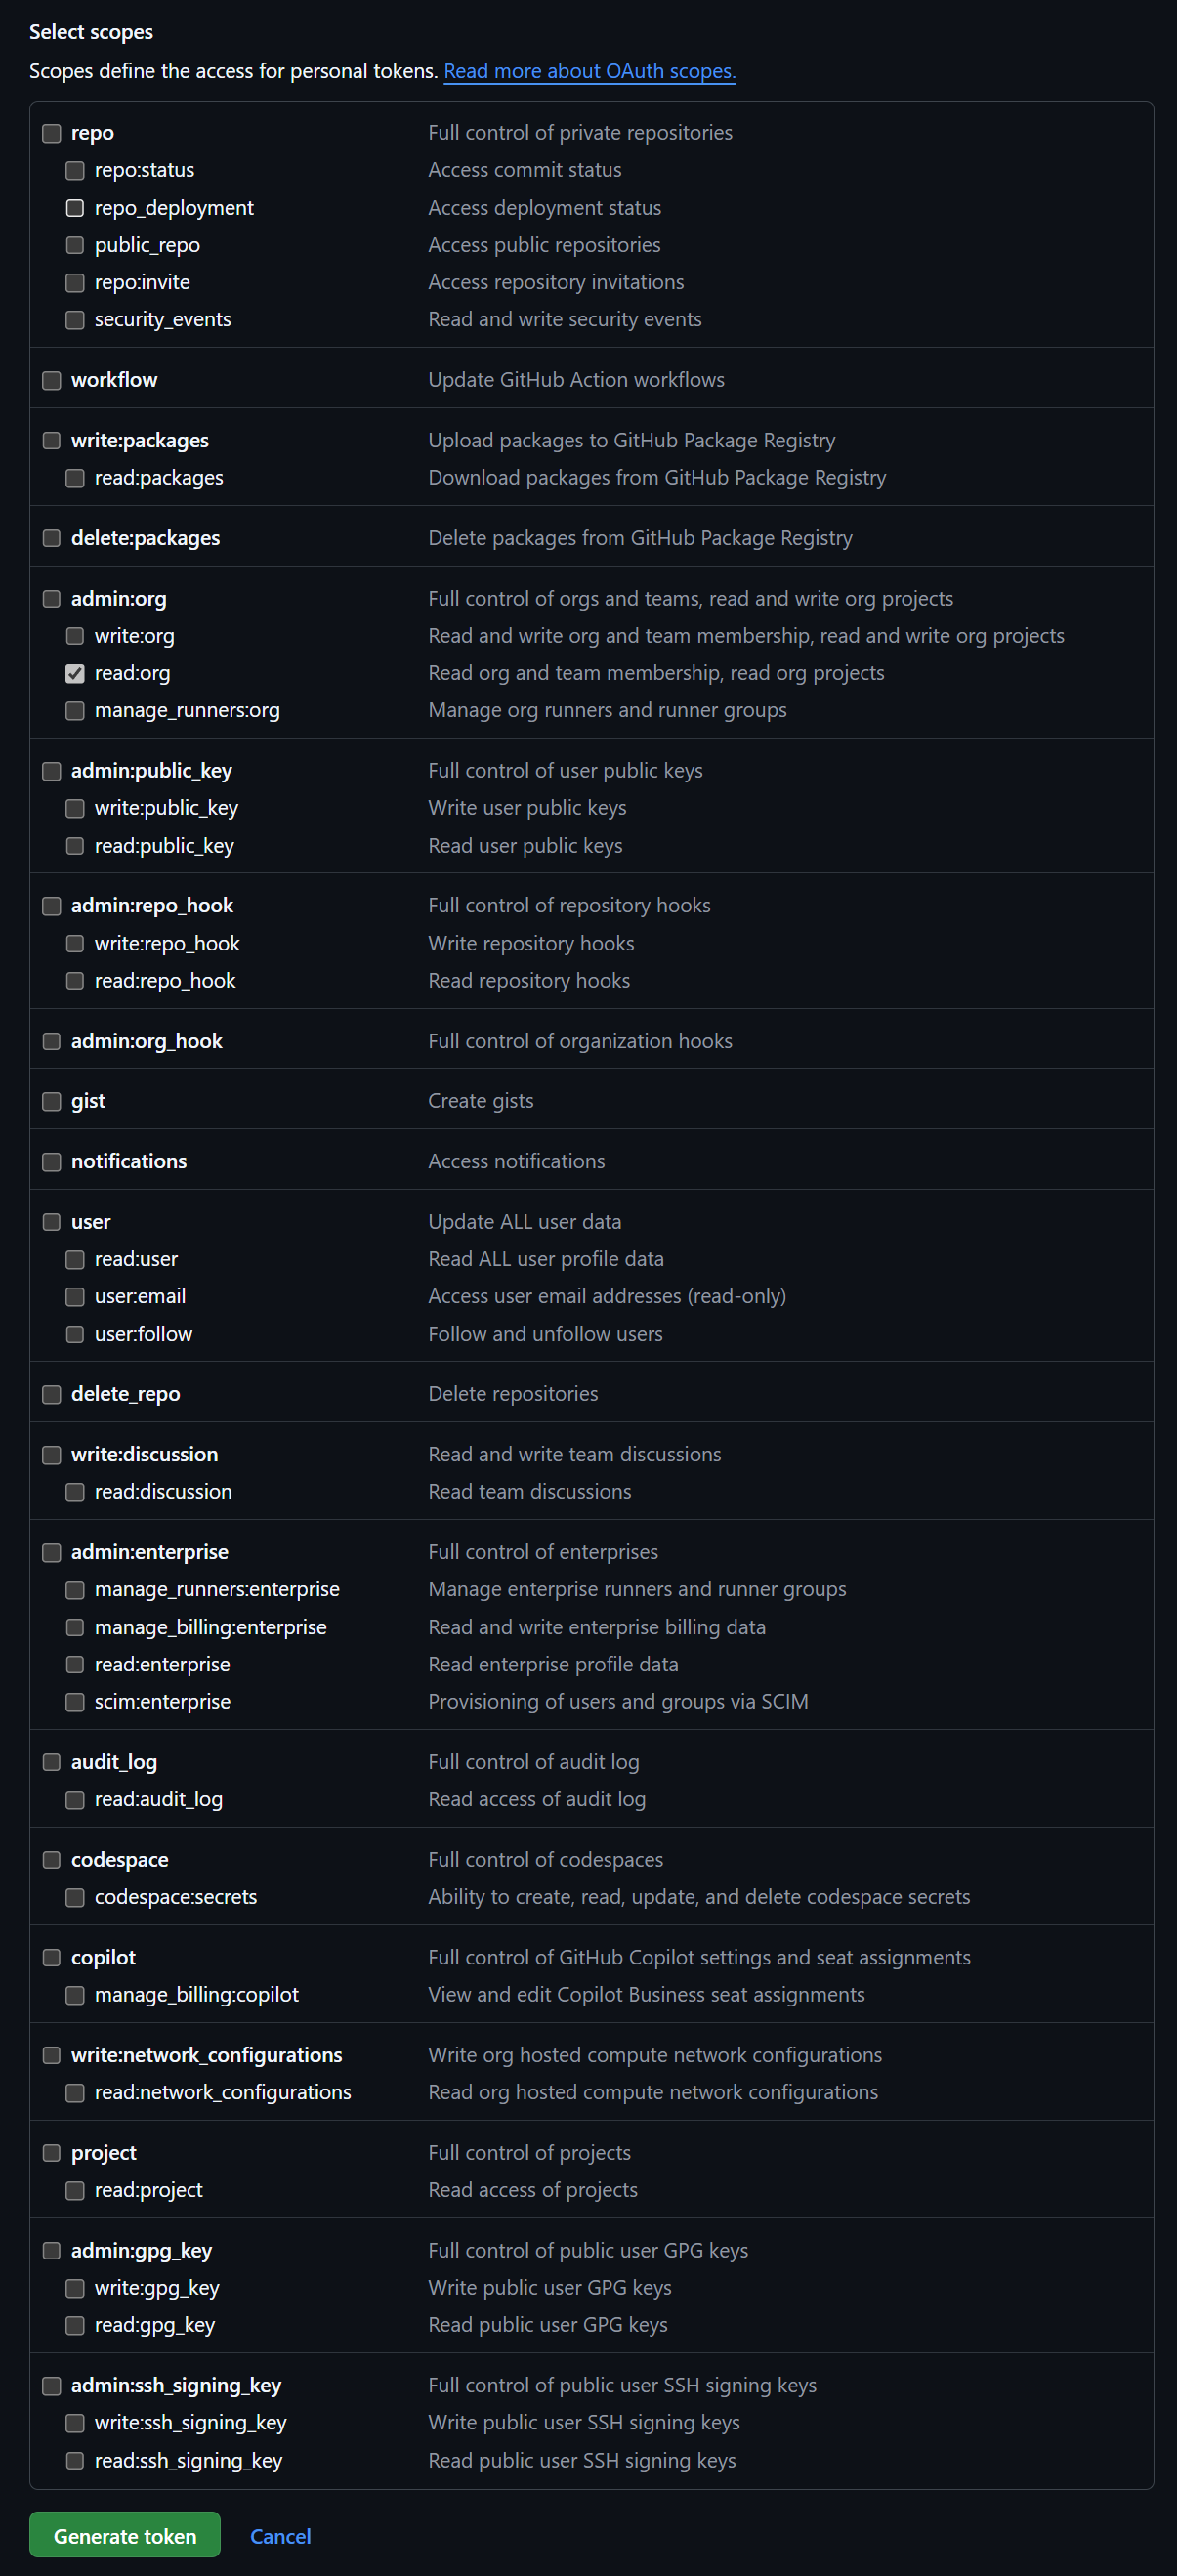 Select scopes
Scopes define the access for personal tokens. Read more about OAuth scopes.
repo Full control of private repositories
repo:status Access commit status
repo_deployment Access deployment status
public_repo Access public repositories
repo:invite Access repository invitations
security_events Read and write security events
workflow Update GitHub Action workflows
write:packages Upload packages to GitHub Package Registry
read:packages Download packages from GitHub Package Registry
delete:packages Delete packages from GitHub Package Registry
admin:org Full control of orgs and teams, read and write org projects
write:org Read and write org and team membership, read and write org projects
read:org Read org and team membership, read org projects
manage_runners:org Manage org runners and runner groups
admin:public_key Full control of user public keys
write:public_key Write user public keys
read:public_key Read user public keys
admin:repo_hook Full control of repository hooks
write:repo_hook Write repository hooks
read:repo_hook Read repository hooks
admin:org_hook Full control of organization hooks
gist Create gists
notifications Access notifications
user Update ALL user data
read:user Read ALL user profile data
user:email Access user email addresses (read-only)
user:follow Follow and unfollow users
delete_repo Delete repositories
write:discussion Read and write team discussions
read:discussion Read team discussions
admin:enterprise Full control of enterprises
manage_runners:enterprise Manage enterprise runners and runner groups
manage_billing:enterprise Read and write enterprise billing data
read:enterprise Read enterprise profile data
scim:enterprise Provisioning of users and groups via SCIM
audit_log Full control of audit log
read:audit_log Read access of audit log
codespace Full control of codespaces
codespace:secrets Ability to create, read, update, and delete codespace secrets
copilot Full control of GitHub Copilot settings and seat assignments
manage_billing:copilot View and edit Copilot Business seat assignments
write:network_configurations Write org hosted compute network configurations
read:network_configurations Read org hosted compute network configurations
project Full control of projects
read:project Read access of projects
admin:gpg_key Full control of public user GPG keys
write:gpg_key Write public user GPG keys
read:gpg_key Read public user GPG keys
admin:ssh_signing_key Full control of public user SSH signing keys
write:ssh_signing_key Write public user SSH signing keys
read:ssh_signing_key Read public user SSH signing keys
Generate token Cancel